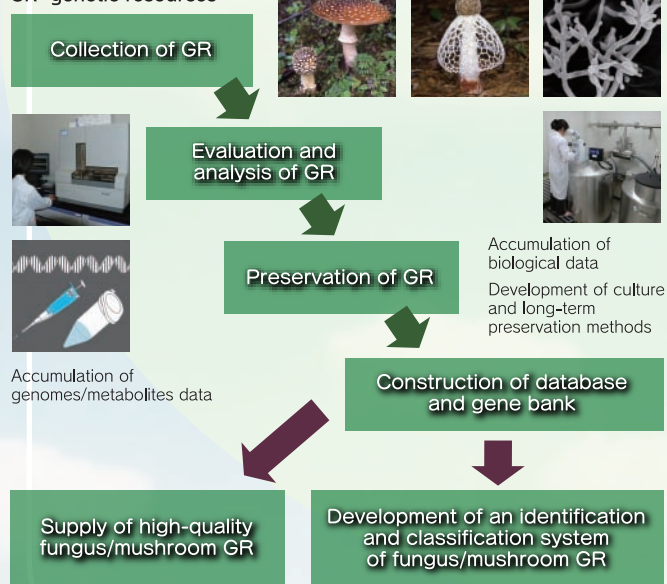 GR=genetic resources
Collection of GR
Evaluation and
analysis of GR
Preservation of GR
Accumulation of
biological data
Development of culture
and long-term
preservation methods
Accumulation of
genomes/metabolites data
Construction of database
and gene bank
Supply of high-quality
fungus/mushroom GR
Development of an identification
and classification system
of fungus/mushroom GR